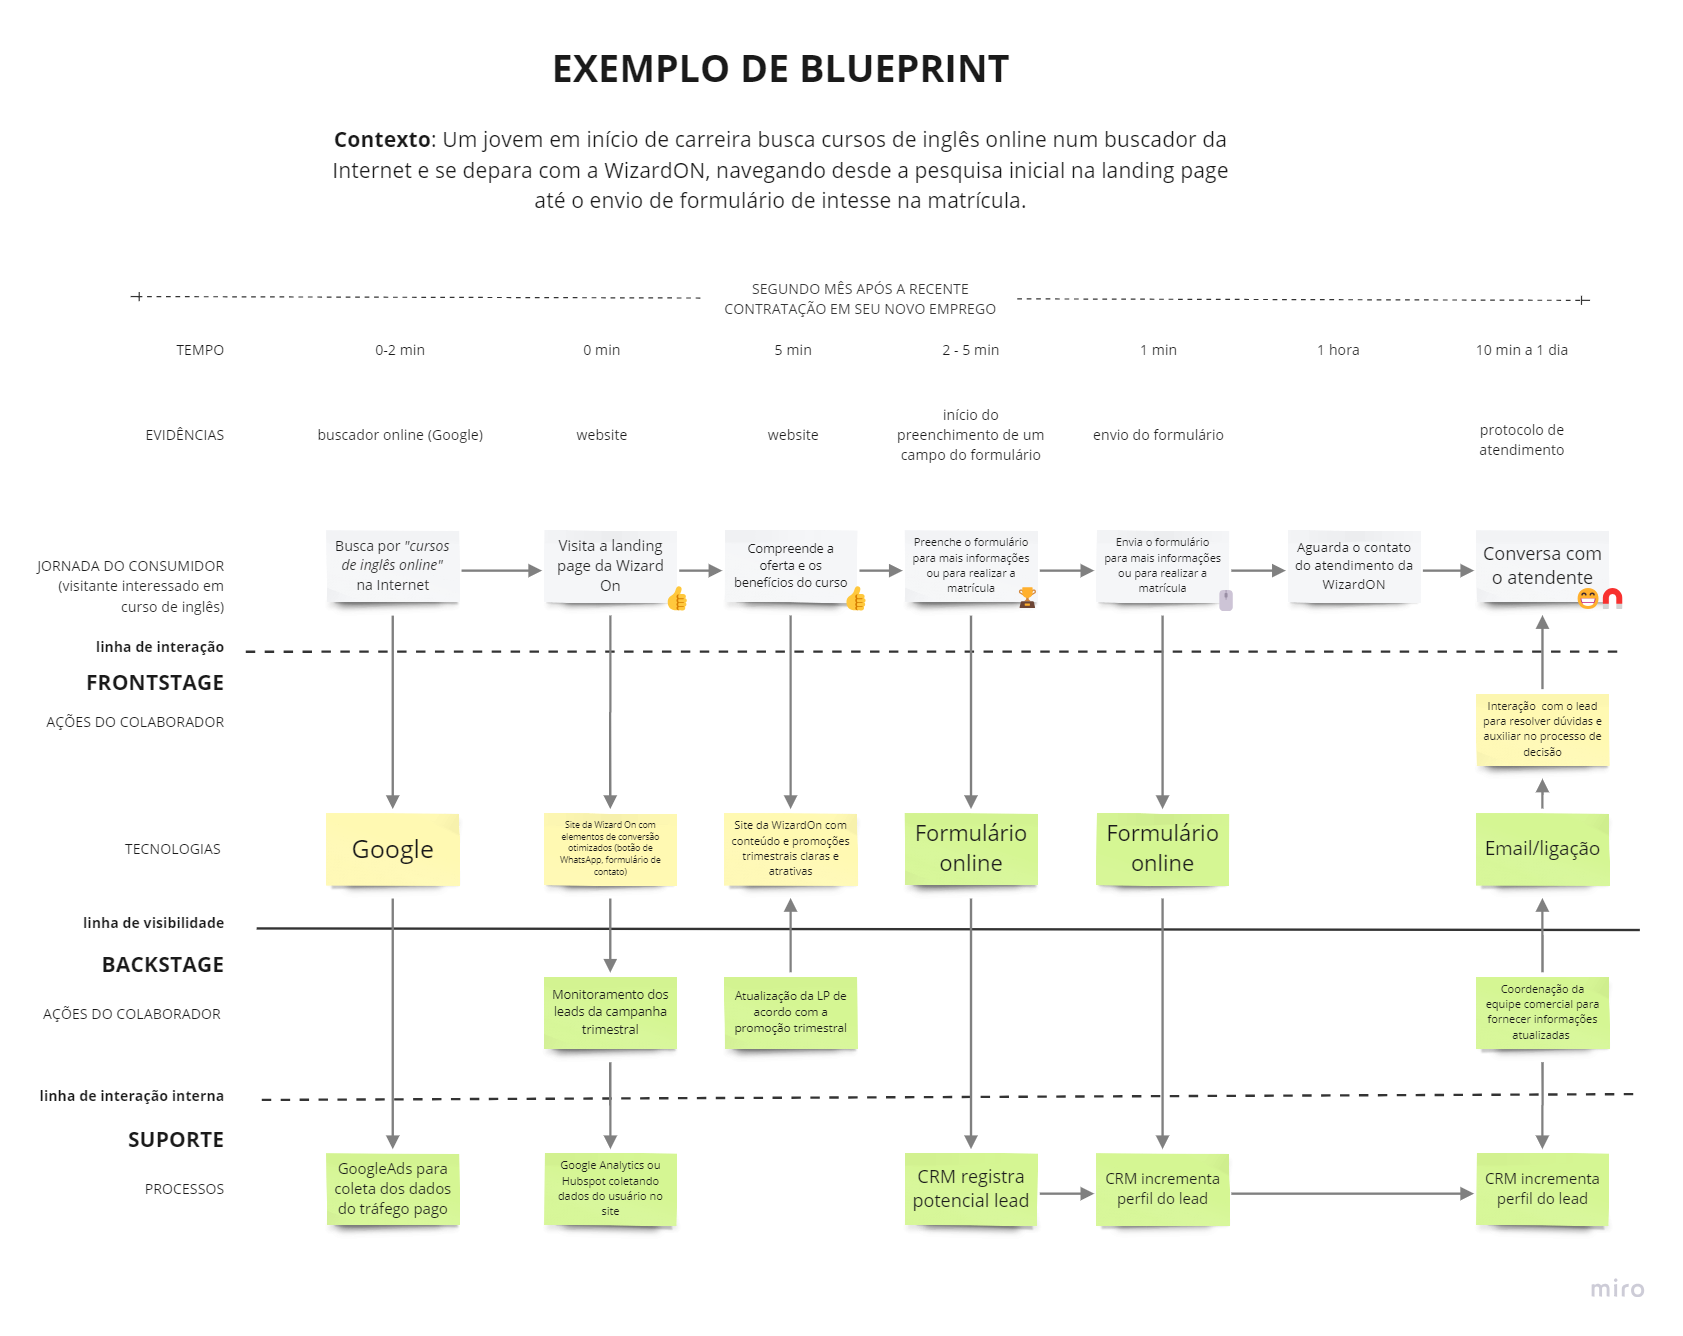 EXEMPLO DE BLUEPRINT
Contexto: Um jovem em início de carreira busca cursos de inglês online num buscador da
Internet e se depara com a WizardON, navegando desde a pesquisa inicial na landing page
até o envio de formulário de intesse na matrícula.
SEGUNDO MÊS APÓS A RECENTE
CONTRATAÇÃO EM SEU NOVO EMPREGO
TEMPO
0-2 min
0 min
5 min
2 - 5 min
1 min
1 hora
10 min a 1 dia
EVIDÊNCIAS
buscador online (Google)
website
website
início do
preenchimento de um
campo do formulário
envio do formulário
protocolo de
atendimento
JORNADA DO CONSUMIDOR
(visitante interessado em
curso de inglês)
Busca por "cursos
de inglês online"
na Internet
Visita a landing
page da Wizard
On
Compreende a
oferta e os
benefícios do curso
Preenche o formulário
para mais informações
ou para realizar a
matrícula
Envia o formulário
para mais informações
ou para realizar a
matrícula
Aguarda o contato
do atendimento da
WizardON
Conversa com
o atendente
linha de interação
FRONTSTAGE
AÇÕES DO COLABORADOR
Interação com o lead
para resolver dúvidas e
auxiliar no processo de
decisão
TECNOLOGIAS
Google
Site da Wizard On com
elementos de conversão
otimizados (botão de
WhatsApp, formulário de
contato)
Site da WizardOn com
conteúdo e promoções
trimestrais claras e
atrativas
Formulário
online
Formulário
online
Email/ligação
linha de visibilidade
BACKSTAGE
AÇÕES DO COLABORADOR
Monitoramento dos
leads da campanha
trimestral
Atualização da LP de
acordo com a
promoção trimestral
Coordenação da
equipe comercial para
fornecer informações
atualizadas
linha de interação interna
SUPORTE
PROCESSOS
GoogleAds para
coleta dos dados
do tráfego pago
Google Analytics ou
Hubspot coletando
dados do usuário no
site
CRM registra
potencial lead
CRM incrementa
perfil do lead
CRM incrementa
perfil do lead
miro